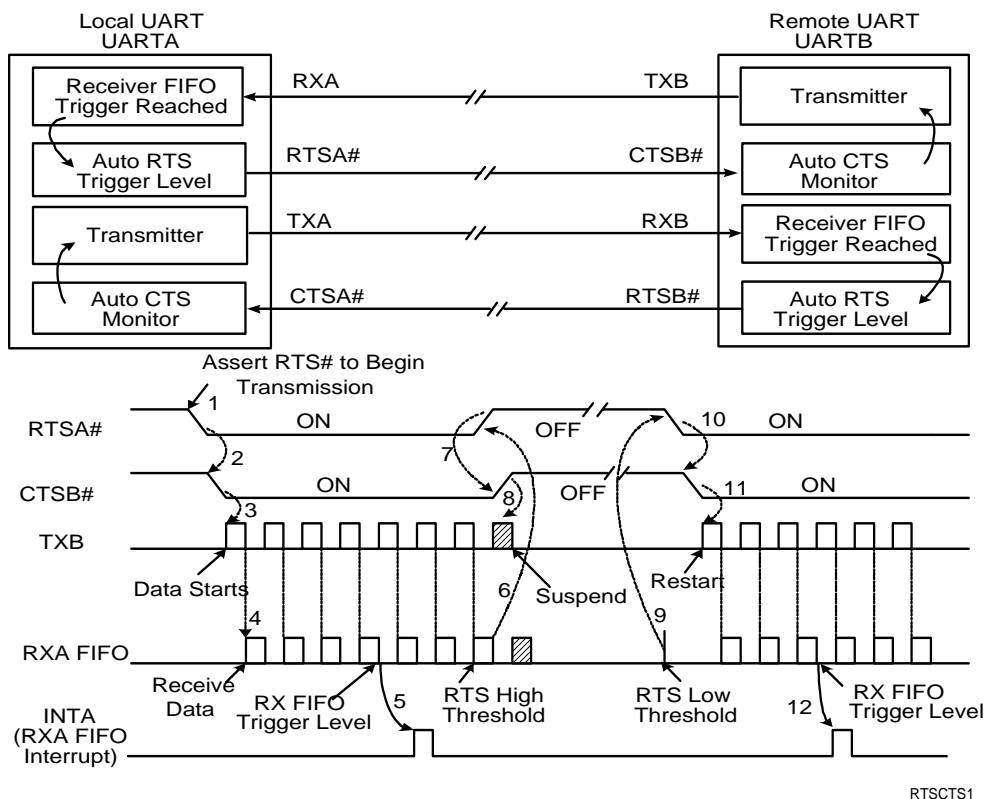 Local UART
UARTA
Remote UART
UARTB
Receiver FIFO
Trigger Reached
RXA
TXB
Transmitter
Auto RTS
Trigger Level
RTSA#
CTSB#
Auto CTS
Monitor
Transmitter
TXA
RXB
Receiver FIFO
Trigger Reached
Auto CTS
Monitor
CTSA#
RTSB#
Auto RTS
Trigger Level
Assert RTS# to Begin
Transmission
RTSA#
1
ON
OFF
10
ON
2
7
CTSB#
ON
8
OFF
11
ON
3
TXB
Data Starts
6
Suspend
Restart
4
9
RXA FIFO
Receive
Data
RX FIFO
Trigger Level
5
RTS High
Threshold
RTS Low
Threshold
12
RX FIFO
Trigger Level
INTA
(RXA FIFO
Interrupt)
RTSCTS1